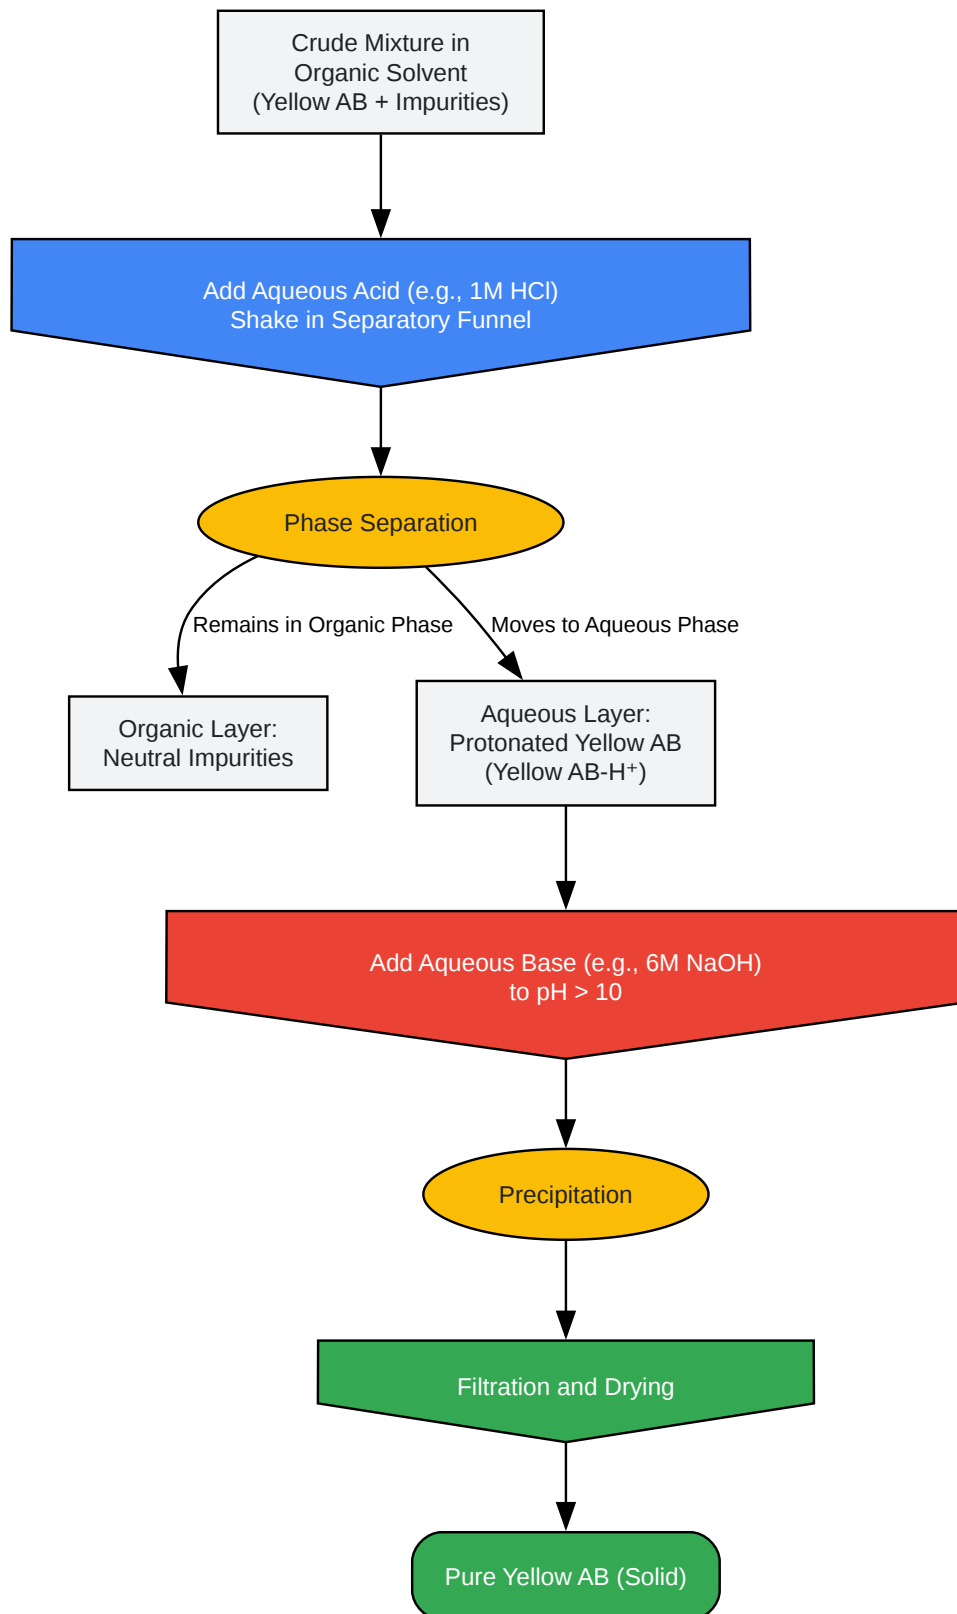 Crude Mixture in
Organic Solvent
(Yellow AB + Impurities)
Add Aqueous Acid (e.g., 1M HCl)
Shake in Separatory Funnel
Phase Separation
Remains in Organic Phase
Moves to Aqueous Phase
Organic Layer:
Neutral Impurities
Aqueous Layer:
Protonated Yellow AB
(Yellow AB-H⁺)
Add Aqueous Base (e.g., 6M NaOH)
to pH > 10
Precipitation
Filtration and Drying
Pure Yellow AB (Solid)